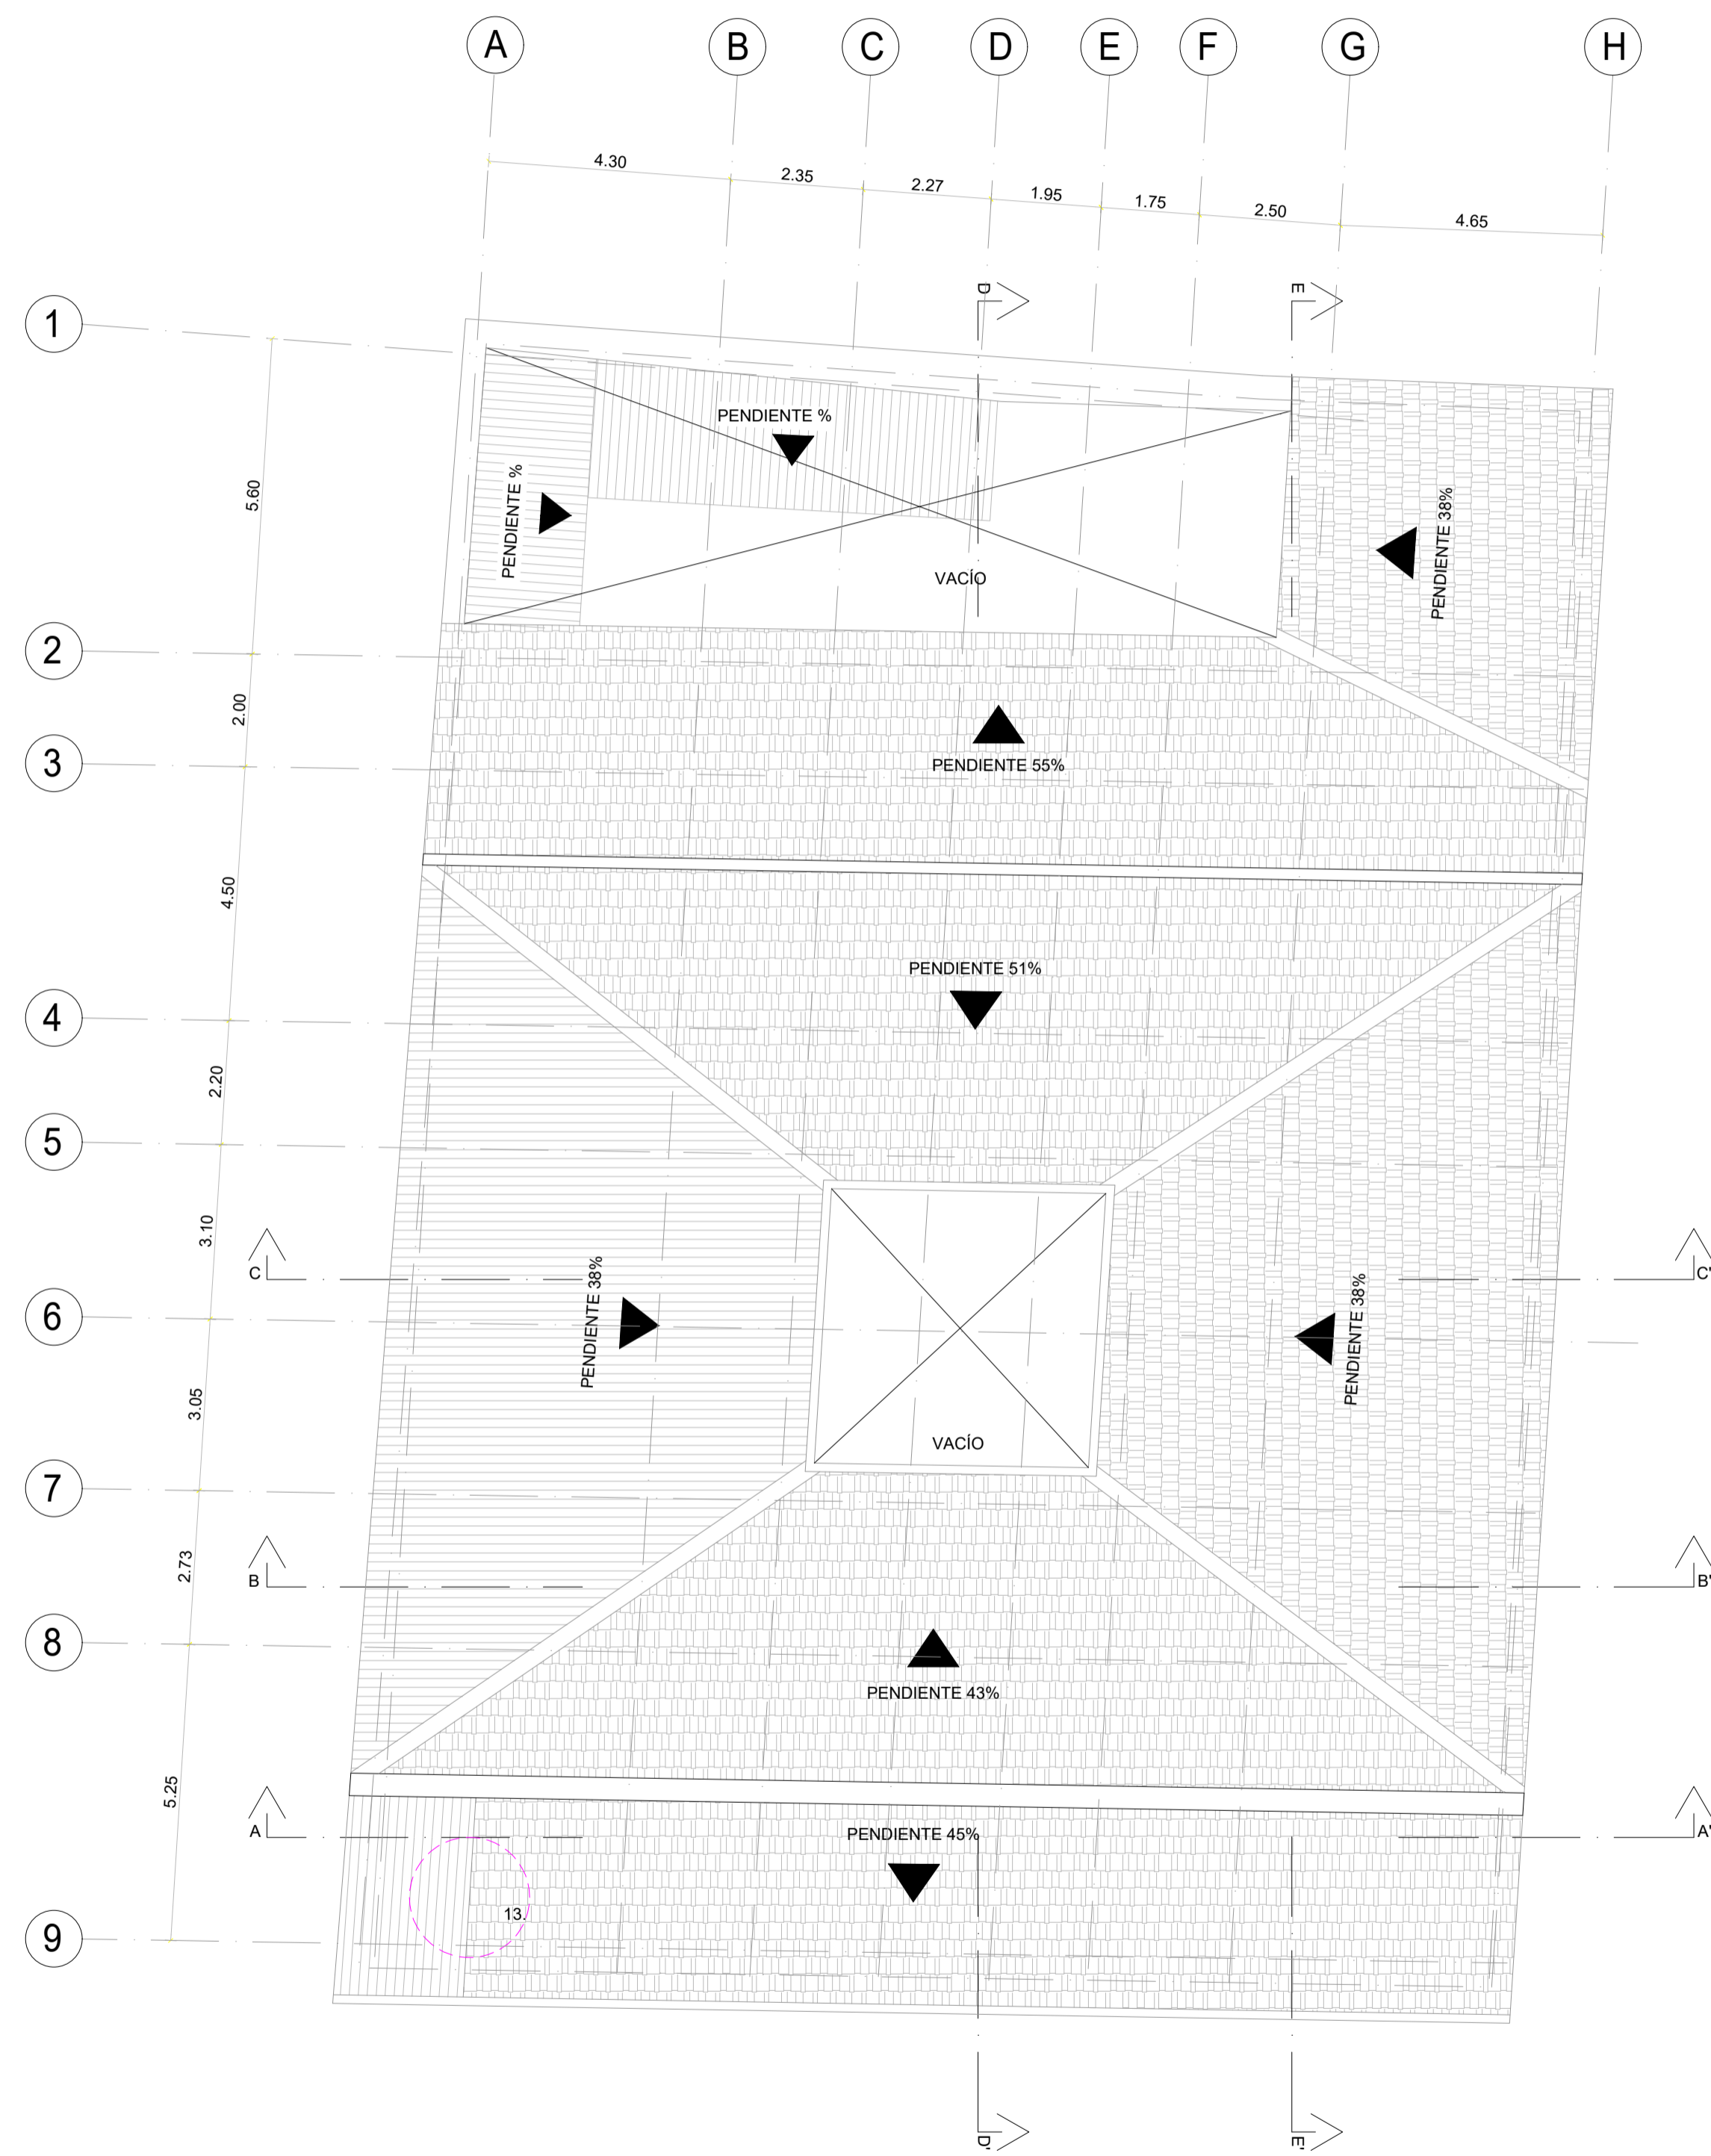 A
B
C
D
E
F
G
H
4.30
2.35
2.27
1.95
1.75
2.50
4.65
D
E
1
PENDIENTE %
PENDIENTE %
5.60
PENDIENTE 38%
VACÍO
2
2.00
PENDIENTE 55%
3
4.50
PENDIENTE 51%
4
2.20
5
3.10
C
C'
PENDIENTE 38%
PENDIENTE 38%
6
3.05
VACÍO
7
2.73
B
B'
8
PENDIENTE 43%
5.25
A
PENDIENTE 45%
A'
13.
9
D'
E'